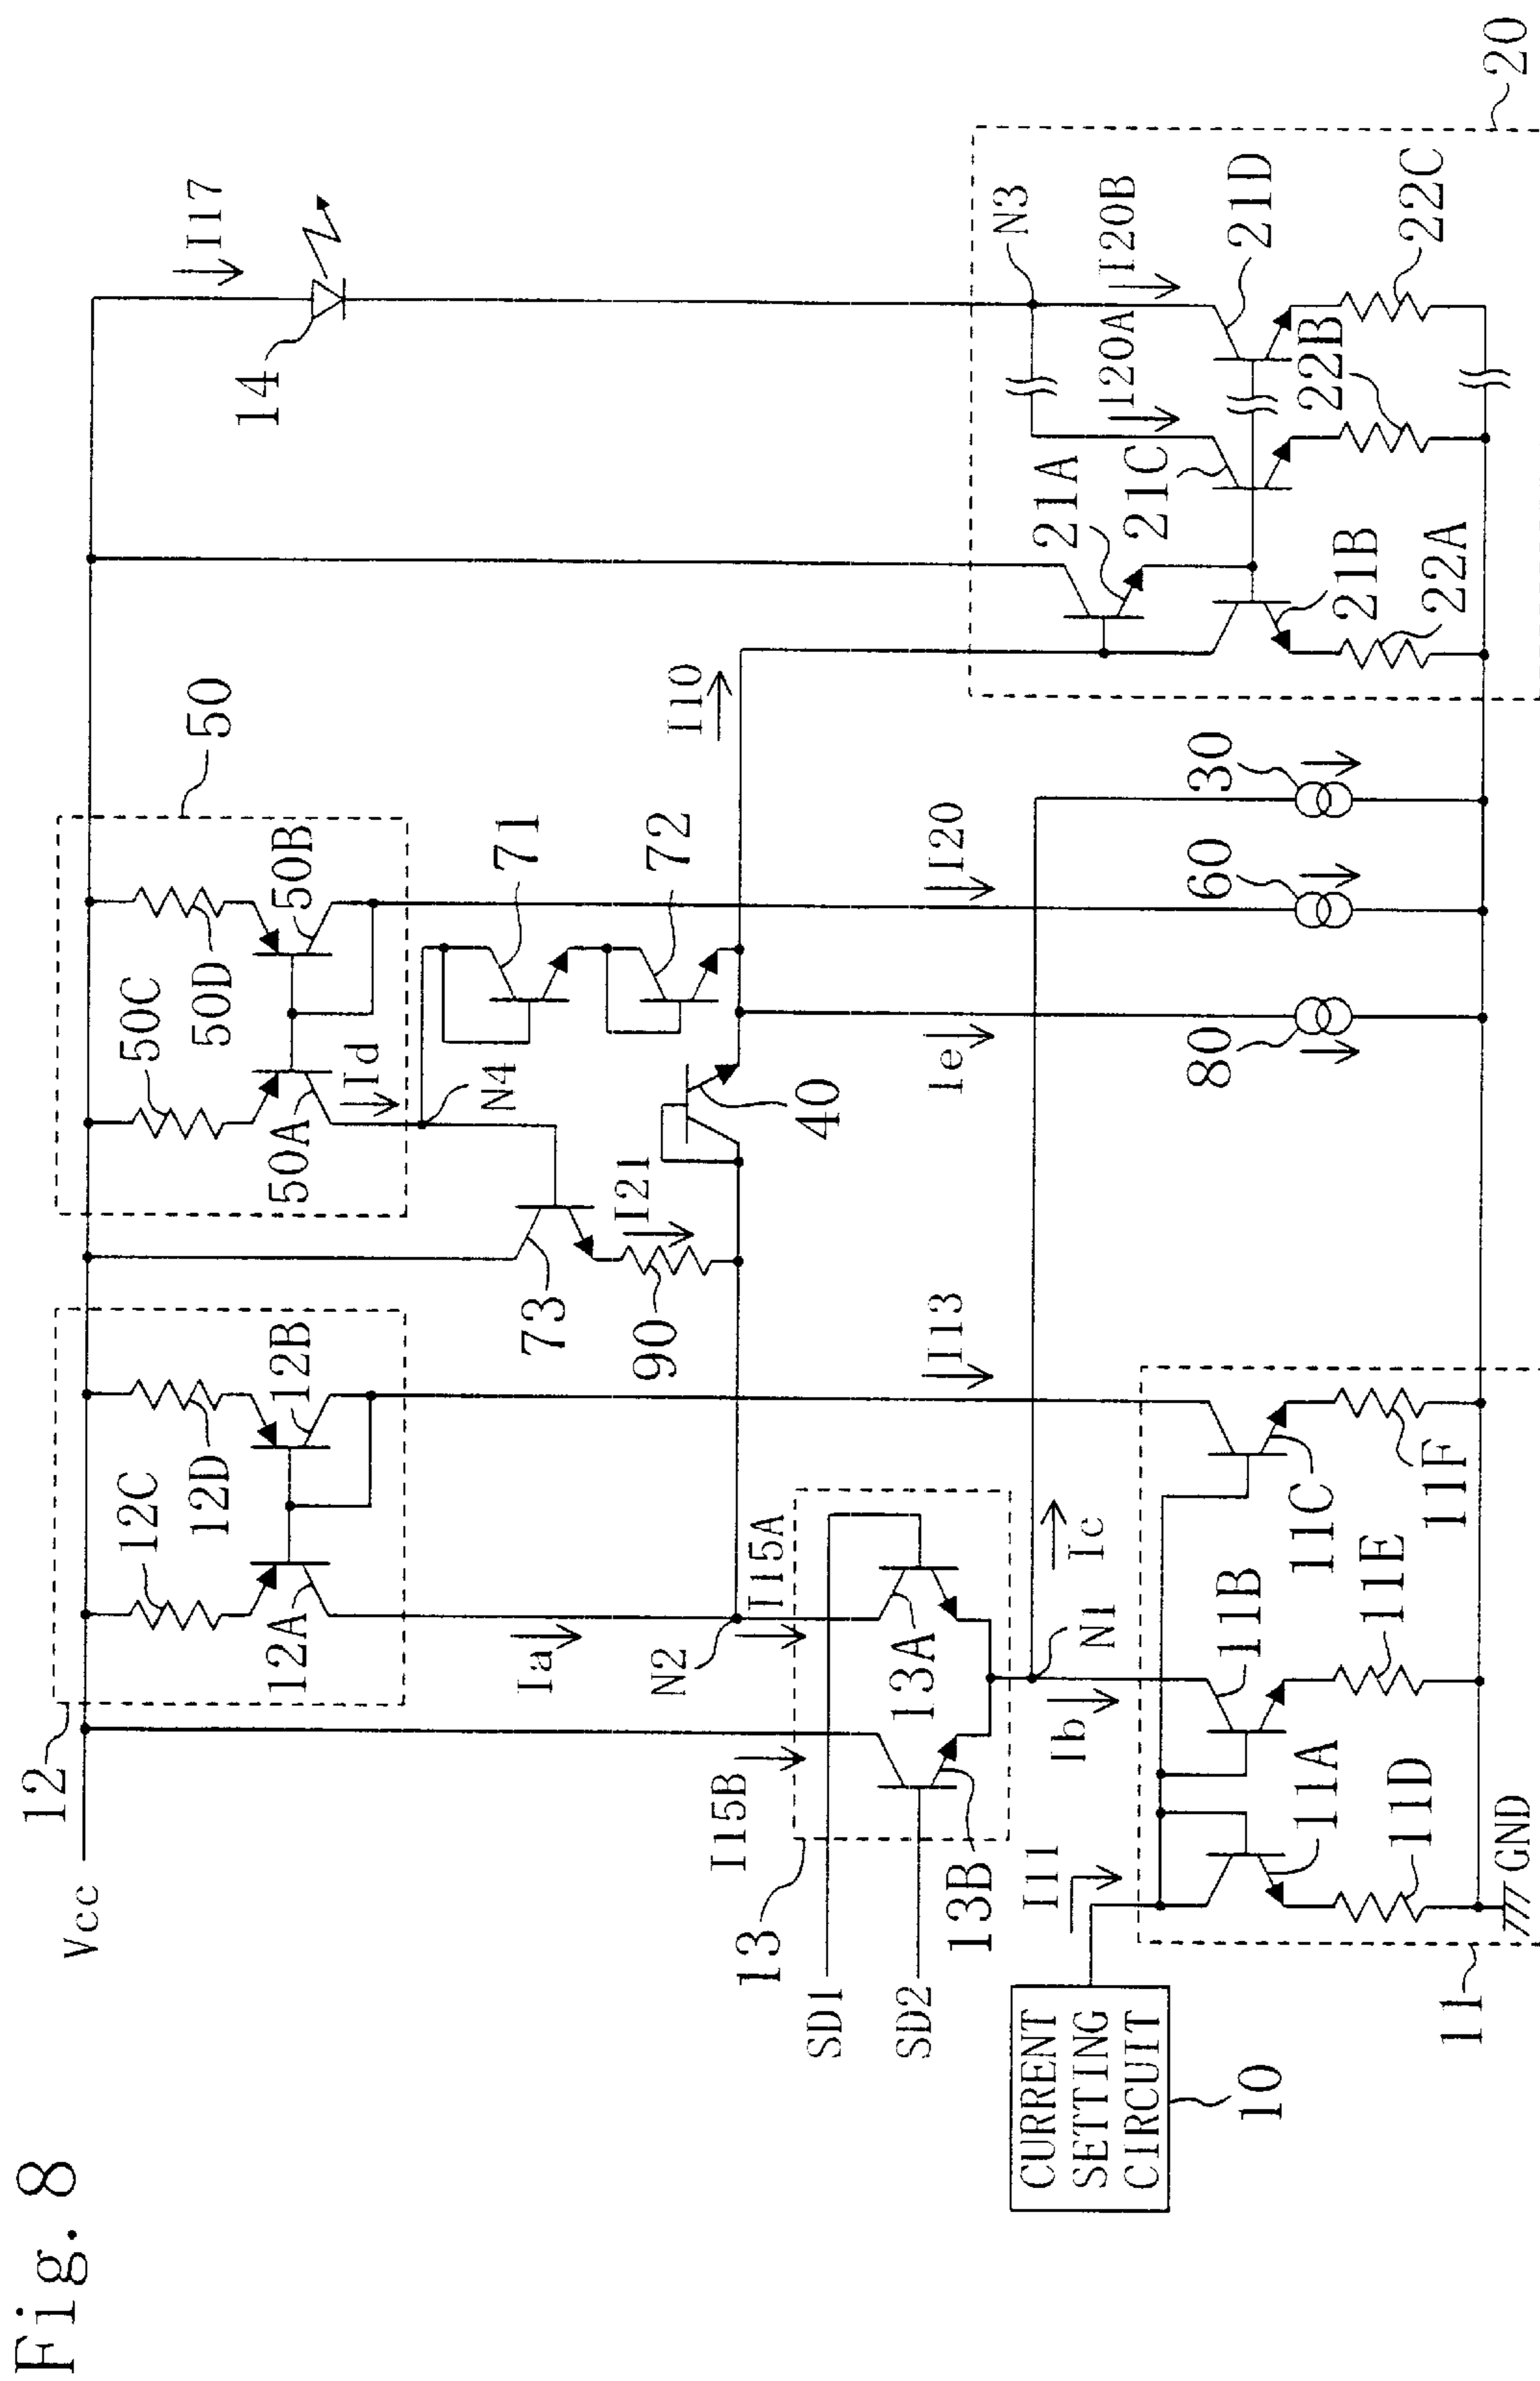 Fig. 8
Vcc
12
12C
12D
12A
12B
50
50C
50D
50A
50B
Id
N4
71
72
73
I21
90
40
I17
14
I10
Ia
N2
I15A
I15B
I13
Ie
I20
13
13A
13B
SD1
SD2
N1
Ic
Ib
I11
CURRENT
SETTING
CIRCUIT
10
11
11A
11B
11C
11D
11E
11F
GND
80
60
30
20
N3
I20A
I20B
21A
21B
21C
21D
22A
22B
22C